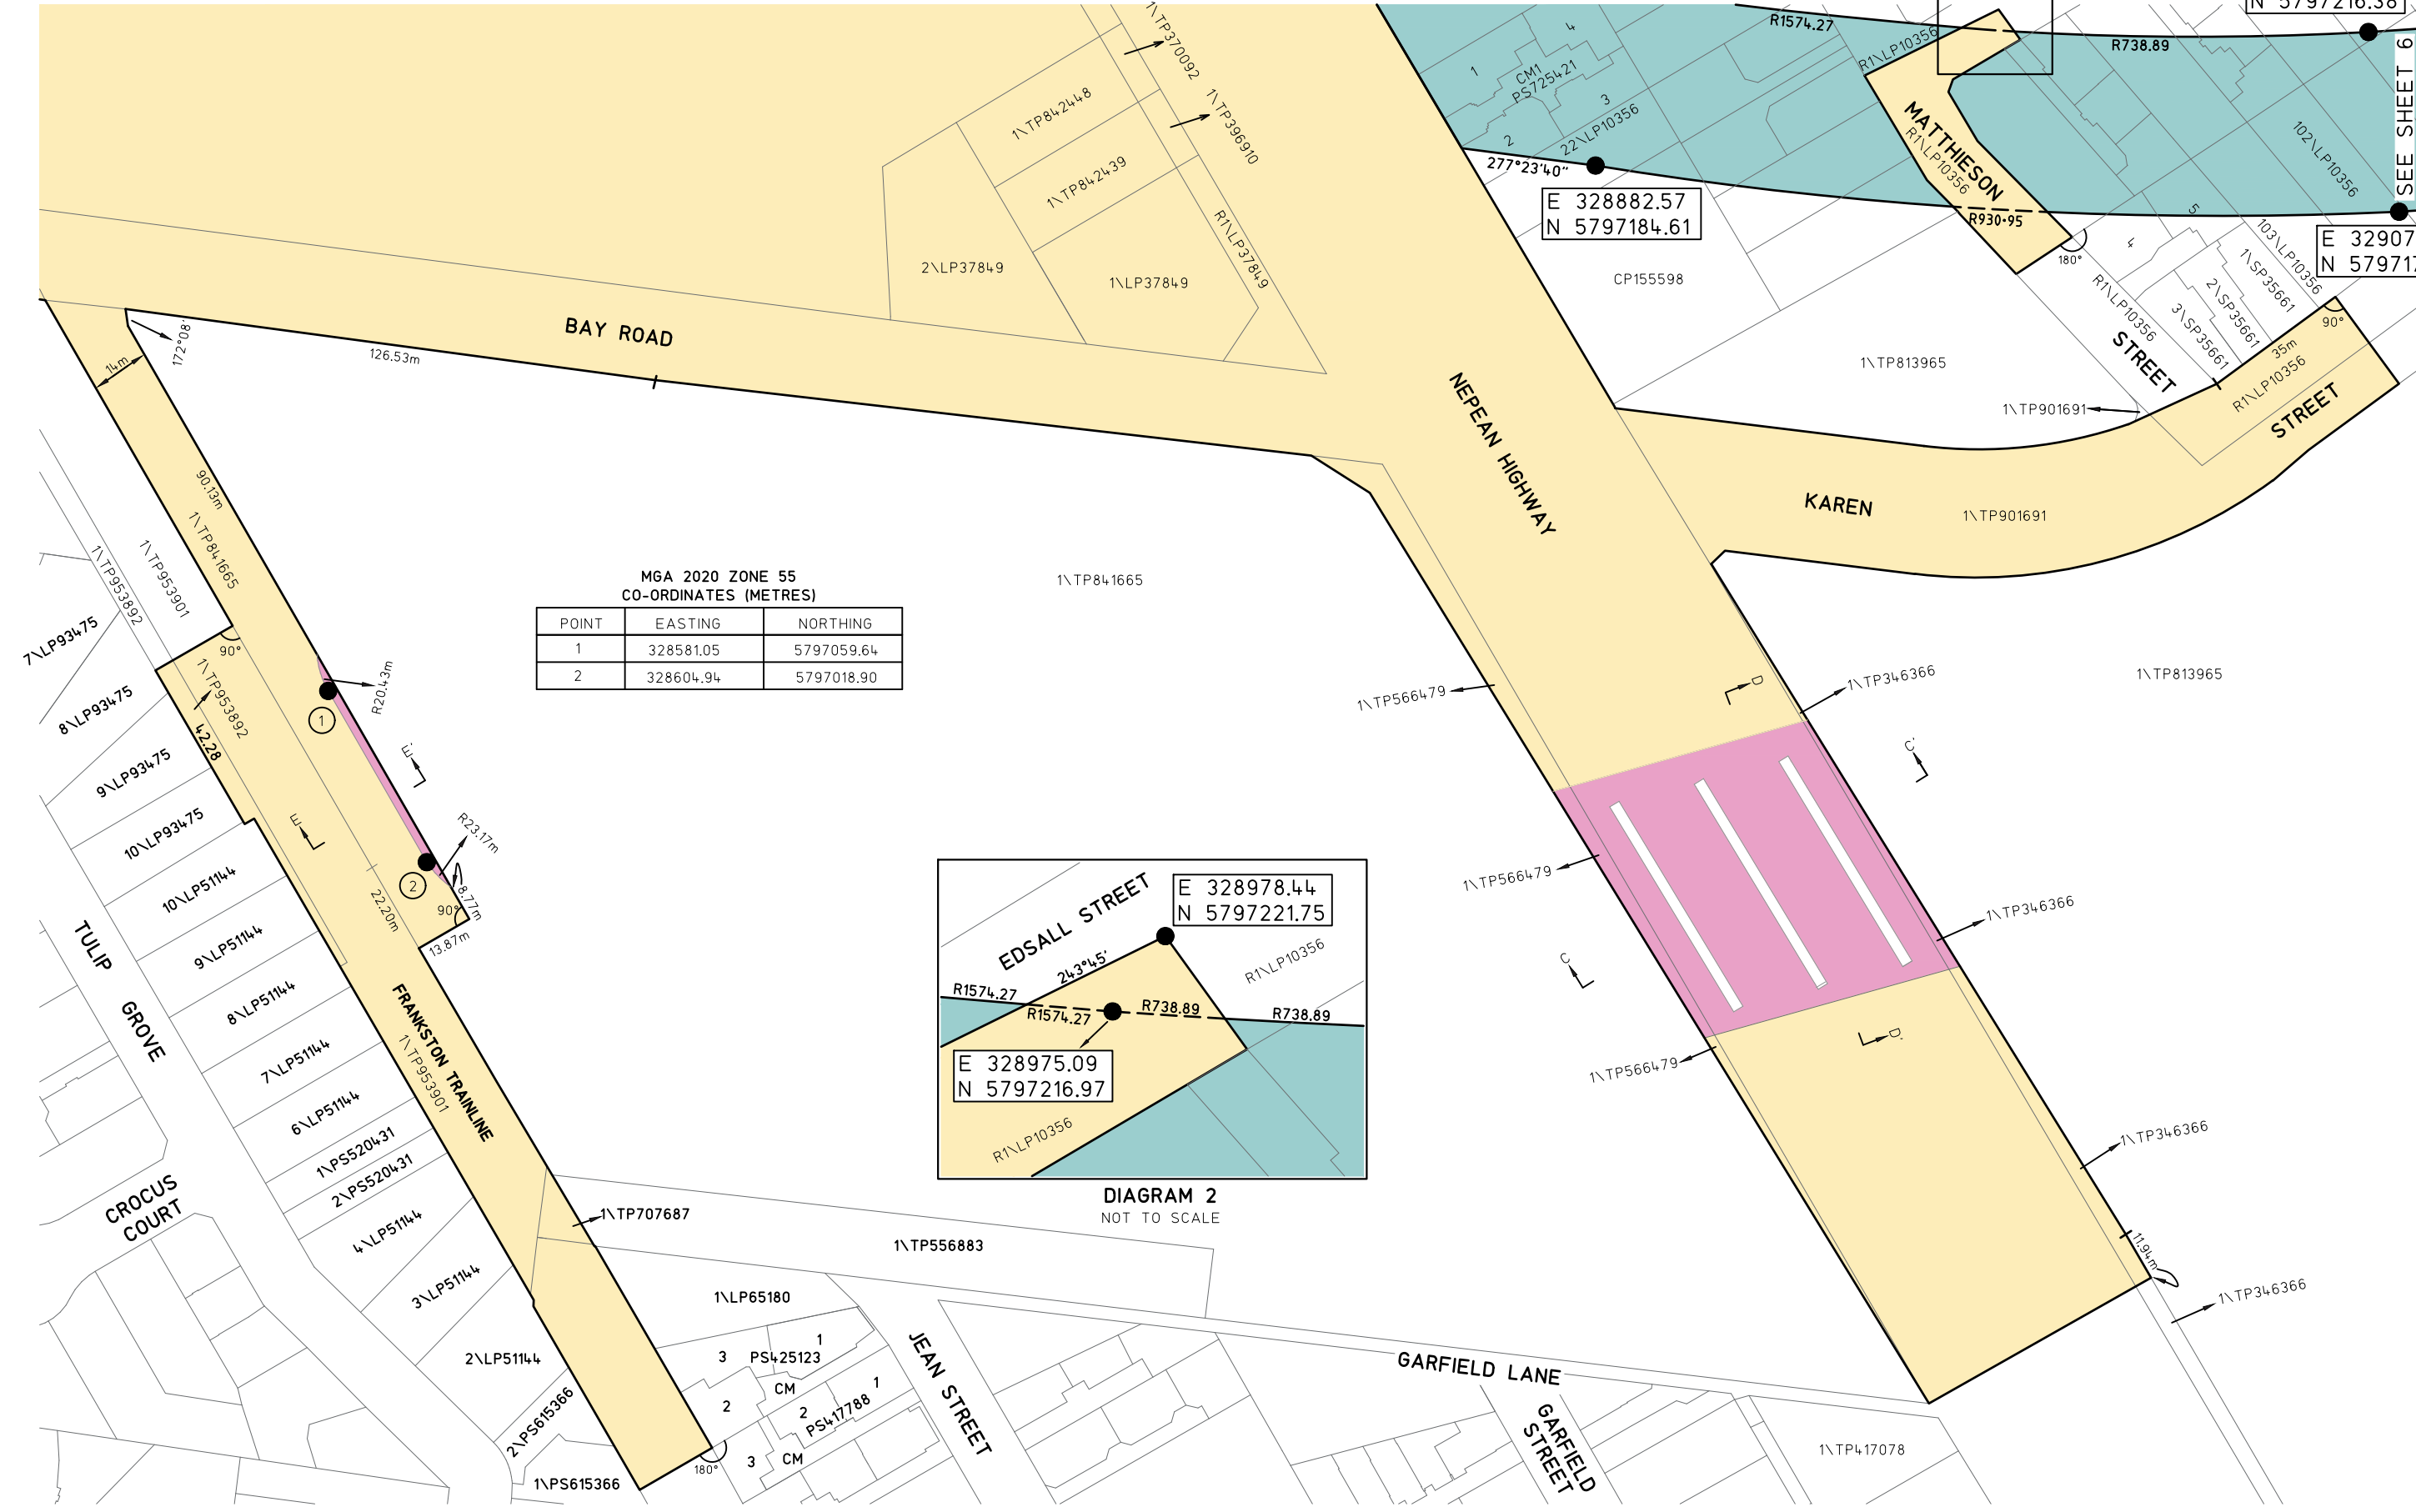 1\TP370092
1\TP842448
1\TP396910
1\TP842439
R1\LP37849
2\LP37849
1\LP37849
4
1
CM1
PS725421
3
2
22\LP10356
R1574.27
R1\LP10356
R738.89
N 5797216.38
SEE SHEET 6
277°23'40"
E 328882.57
N 5797184.61
MATTHIESON
R1\LP10356
R930·95
102\LP10356
5
4
180°
103\LP10356
1\SP35661
2\SP35661
3\SP35661
R1\LP10356
STREET
E 32907
N 579717
90°
35m
R1\LP10356
STREET
CP155598
1\TP813965
1\TP901691
KAREN
1\TP901691
NEPEAN HIGHWAY
BAY ROAD
126.53m
172°08'
14m
90.13m
1\TP841665
1\TP953901
1\TP953892
90°
1\TP953892
42.28
7\LP93475
8\LP93475
9\LP93475
10\LP93475
10\LP51144
9\LP51144
8\LP51144
7\LP51144
6\LP51144
1\PS520431
2\PS520431
4\LP51144
3\LP51144
2\LP51144
2\PS615366
1\PS615366
R20.43m
1
E'
E
R23.17m
2
8.77m
90°
13.87m
22.20m
FRANKSTON TRAINLINE
1\TP953901
TULIP
GROVE
CROCUS
COURT
MGA 2020 ZONE 55
CO-ORDINATES (METRES)
POINT EASTING NORTHING
1 328581.05 5797059.64
2 328604.94 5797018.90
1\TP841665
1\TP566479
D
1\TP346366
1\TP813965
C'
1\TP566479
1\TP346366
C
D'
1\TP566479
1\TP346366
11.94m
1\TP346366
EDSALL STREET
E 328978.44
N 5797221.75
243°45'
R1\LP10356
R1574.27
R1574.27
R738.89
R738.89
E 328975.09
N 5797216.97
R1\LP10356
DIAGRAM 2
NOT TO SCALE
1\TP707687
1\TP556883
1\LP65180
1
3
PS425123
CM
2
1
2
PS417788
3
CM
180°
JEAN STREET
GARFIELD LANE
GARFIELD
STREET
1\TP417078